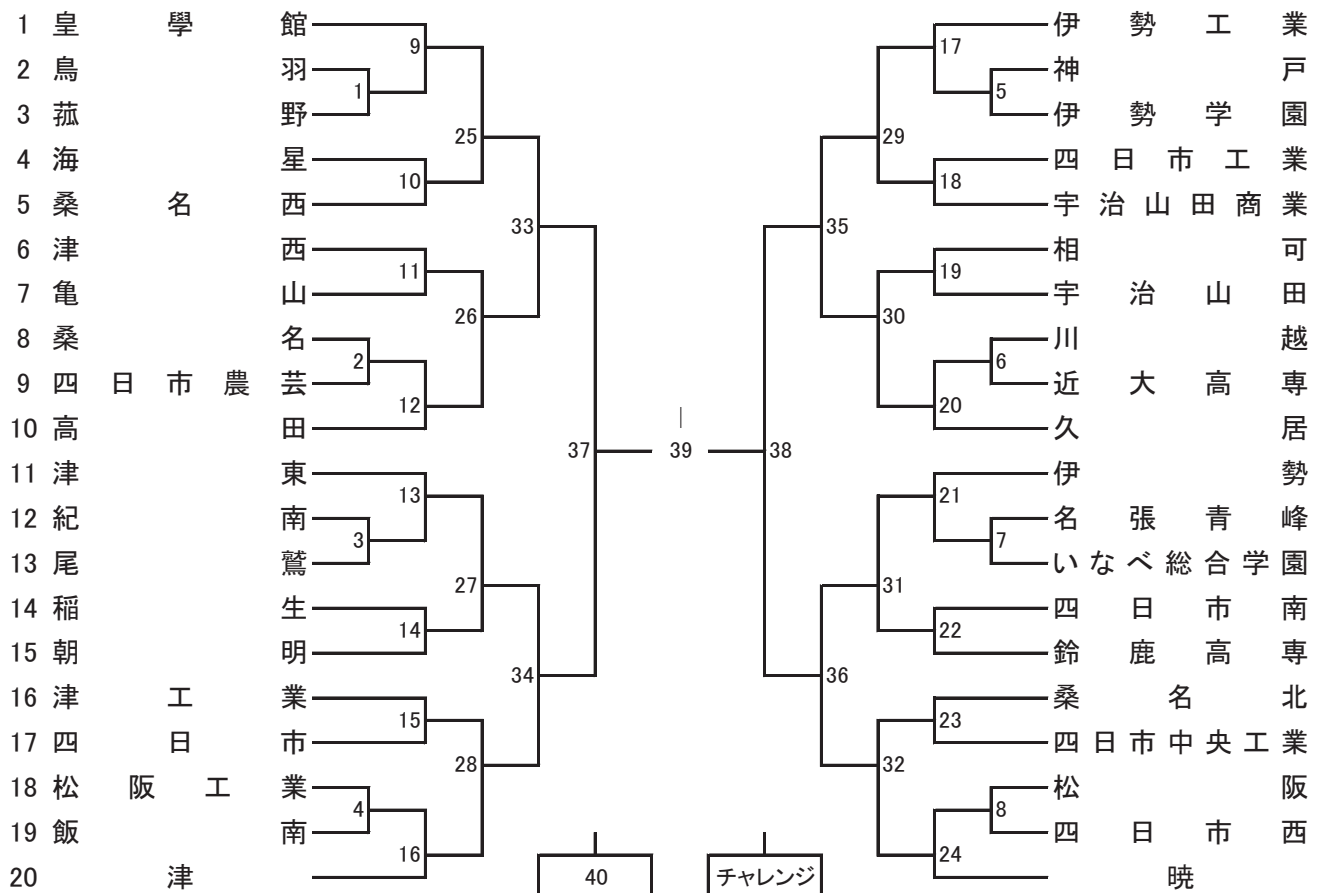 1 皇學館 伊勢工業
9 17
2 鳥羽 神戸
1 5
3 菰野 伊勢学園
25 29
4 海星 四日市工業
10 18
5 桑名西 宇治山田商業
33 35
6 津西 相可
11 19
7 亀山 宇治山田
26 30
8 桑名 川越
2 6
9 四日市農芸 近大高専
12 20
10 高田 久居
37 39 38
11 津東 伊勢
13 21
12 紀南 名張青峰
3 7
13 尾鷲 いなべ総合学園
27 31
14 稲生 四日市南
14 22
15 朝明 鈴鹿高専
34 36
16 津工業 桑名北
15 23
17 四日市 四日市中央工業
28 32
18 松阪工業 松阪
4 8
19 飯南 四日市西
16 24
20 津 40 チャレンジ 暁